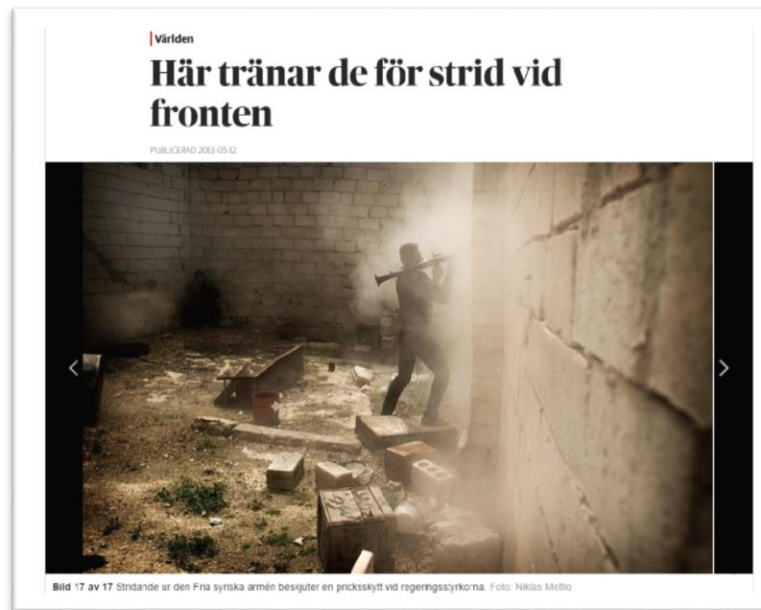 Världen
Här tränar de för strid vid
fronten
PUBLICERAD 2013-05-12
Bild 17 av 17 Stridande ur den Fria syriska armén beskjuter en pricksskytt vid regeringsstyrkorna. Foto: Niklas Meltio